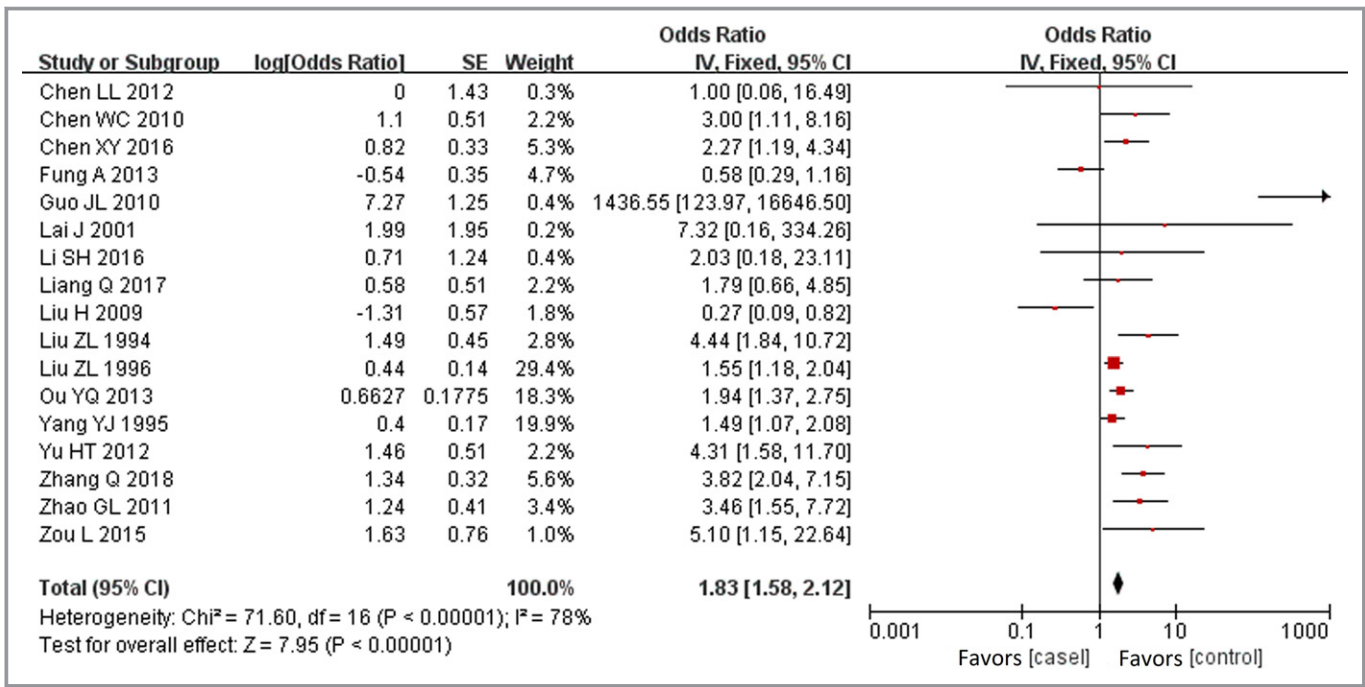 Odds Ratio Odds Ratio
Study or Subgroup log[Odds Ratio] SE Weight IV, Fixed, 95% CI IV, Fixed, 95% CI
Chen LL 2012 0 1.43 0.3% 1.00 [0.06, 16.49]
Chen WC 2010 1.1 0.51 2.2% 3.00 [1.11, 8.16]
Chen XY 2016 0.82 0.33 5.3% 2.27 [1.19, 4.34]
Fung A 2013 -0.54 0.35 4.7% 0.58 [0.29, 1.16]
Guo JL 2010 7.27 1.25 0.4% 1436.55 [123.97, 16646.50]
Lai J 2001 1.99 1.95 0.2% 7.32 [0.16, 334.26]
Li SH 2016 0.71 1.24 0.4% 2.03 [0.18, 23.11]
Liang Q 2017 0.58 0.51 2.2% 1.79 [0.66, 4.85]
Liu H 2009 -1.31 0.57 1.8% 0.27 [0.09, 0.82]
Liu ZL 1994 1.49 0.45 2.8% 4.44 [1.84, 10.72]
Liu ZL 1996 0.44 0.14 29.4% 1.55 [1.18, 2.04]
Ou YQ 2013 0.6627 0.1775 18.3% 1.94 [1.37, 2.75]
Yang YJ 1995 0.4 0.17 19.9% 1.49 [1.07, 2.08]
Yu HT 2012 1.46 0.51 2.2% 4.31 [1.58, 11.70]
Zhang Q 2018 1.34 0.32 5.6% 3.82 [2.04, 7.15]
Zhao GL 2011 1.24 0.41 3.4% 3.46 [1.55, 7.72]
Zou L 2015 1.63 0.76 1.0% 5.10 [1.15, 22.64]
Total (95% CI) 100.0% 1.83 [1.58, 2.12]
Heterogeneity: Chi² = 71.60, df = 16 (P < 0.00001); I² = 78%
Test for overall effect: Z = 7.95 (P < 0.00001)
0.001 0.1 1 10 1000
Favors [casel] Favors [control]